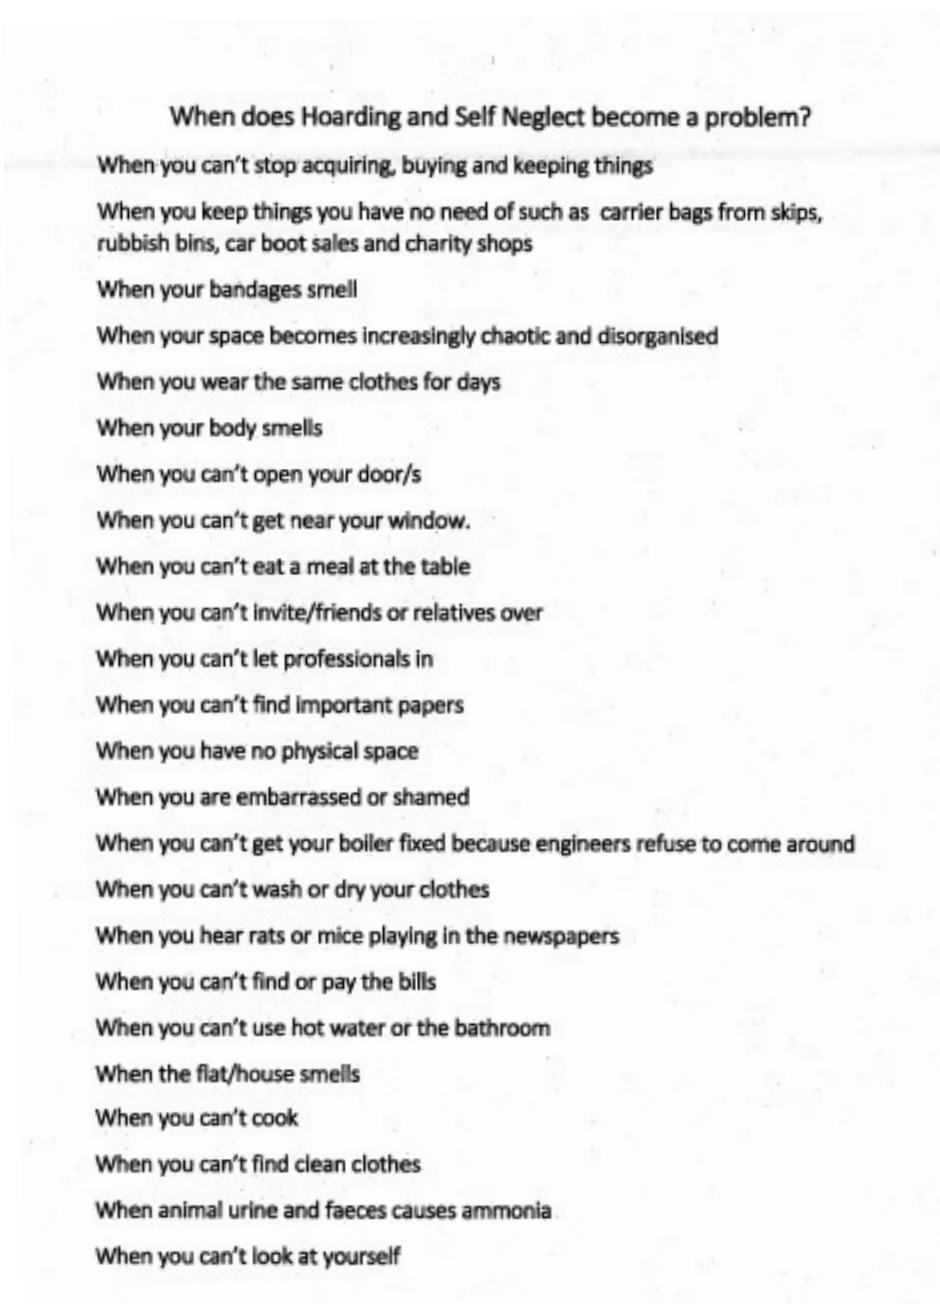 When does Hoarding and Self Neglect become a problem?
When you can't stop acquiring, buying and keeping things
When you keep things you have no need of such as carrier bags from skips,
rubbish bins, car boot sales and charity shops
When your bandages smell
When your space becomes increasingly chaotic and disorganised
When you wear the same clothes for days
When your body smells
When you can't open your door/s
When you can't get near your window.
When you can't eat a meal at the table
When you can't invite/friends or relatives over
When you can't let professionals in
When you can't find important papers
When you have no physical space
When you are embarrassed or shamed
When you can't get your boiler fixed because engineers refuse to come around
When you can't wash or dry your clothes
When you hear rats or mice playing in the newspapers
When you can't find or pay the bills
When you can't use hot water or the bathroom
When the flat/house smells
When you can't cook
When you can't find clean clothes
When animal urine and faeces causes ammonia
When you can't look at yourself